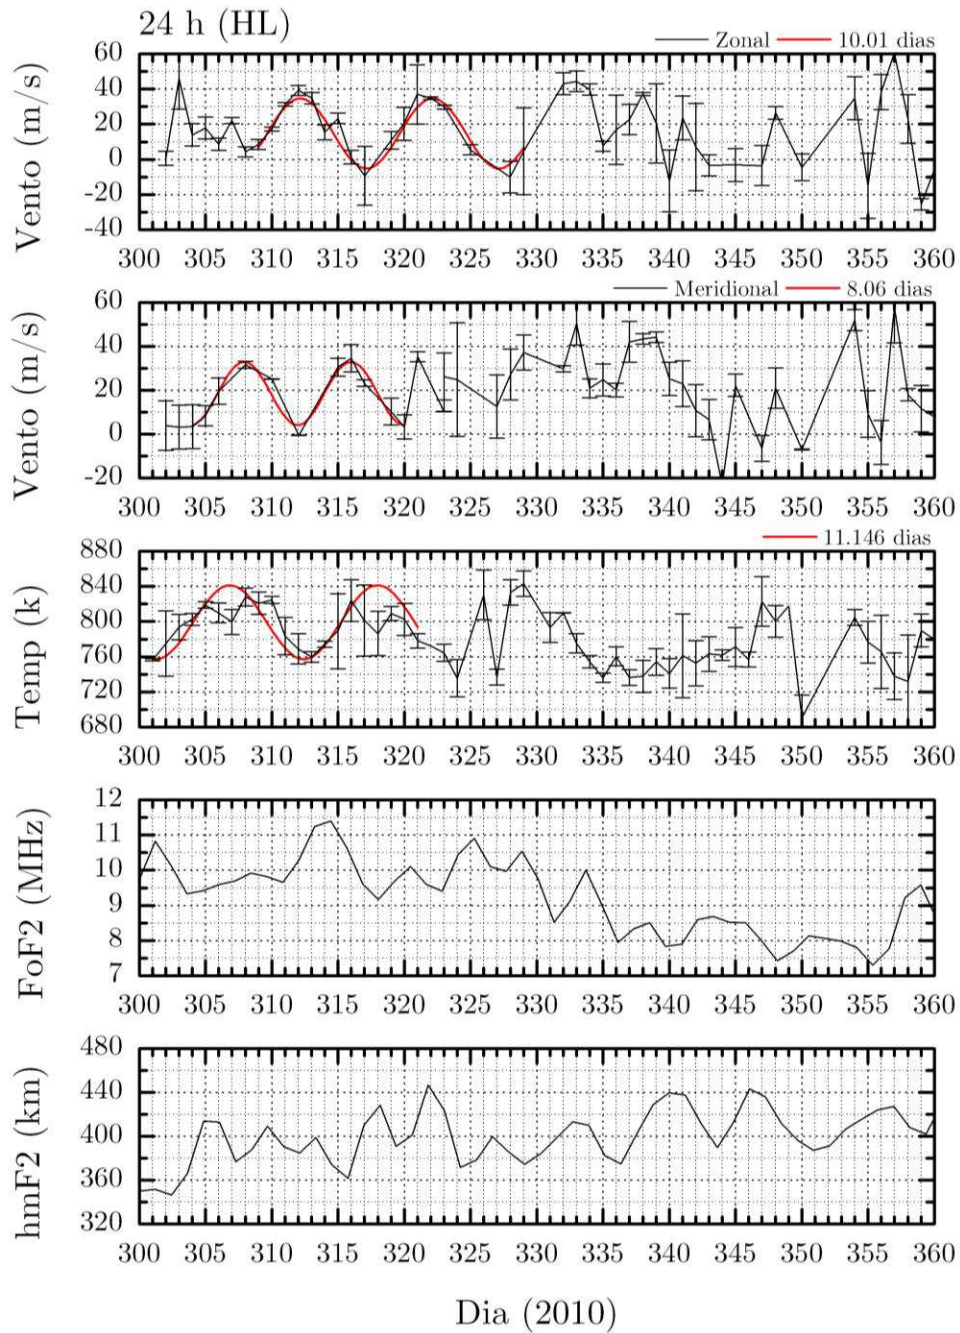 24 h (HL)
Zonal 10.01 dias
Vento (m/s)
60
40
20
0
-20
-40
300 305 310 315 320 325 330 335 340 345 350 355 360
Meridional 8.06 dias
Vento (m/s)
60
40
20
0
-20
300 305 310 315 320 325 330 335 340 345 350 355 360
11.146 dias
Temp (k)
880
840
800
760
720
680
300 305 310 315 320 325 330 335 340 345 350 355 360
FoF2 (MHz)
12
11
10
9
8
7
300 305 310 315 320 325 330 335 340 345 350 355 360
hmF2 (km)
480
440
400
360
320
300 305 310 315 320 325 330 335 340 345 350 355 360
Dia (2010)